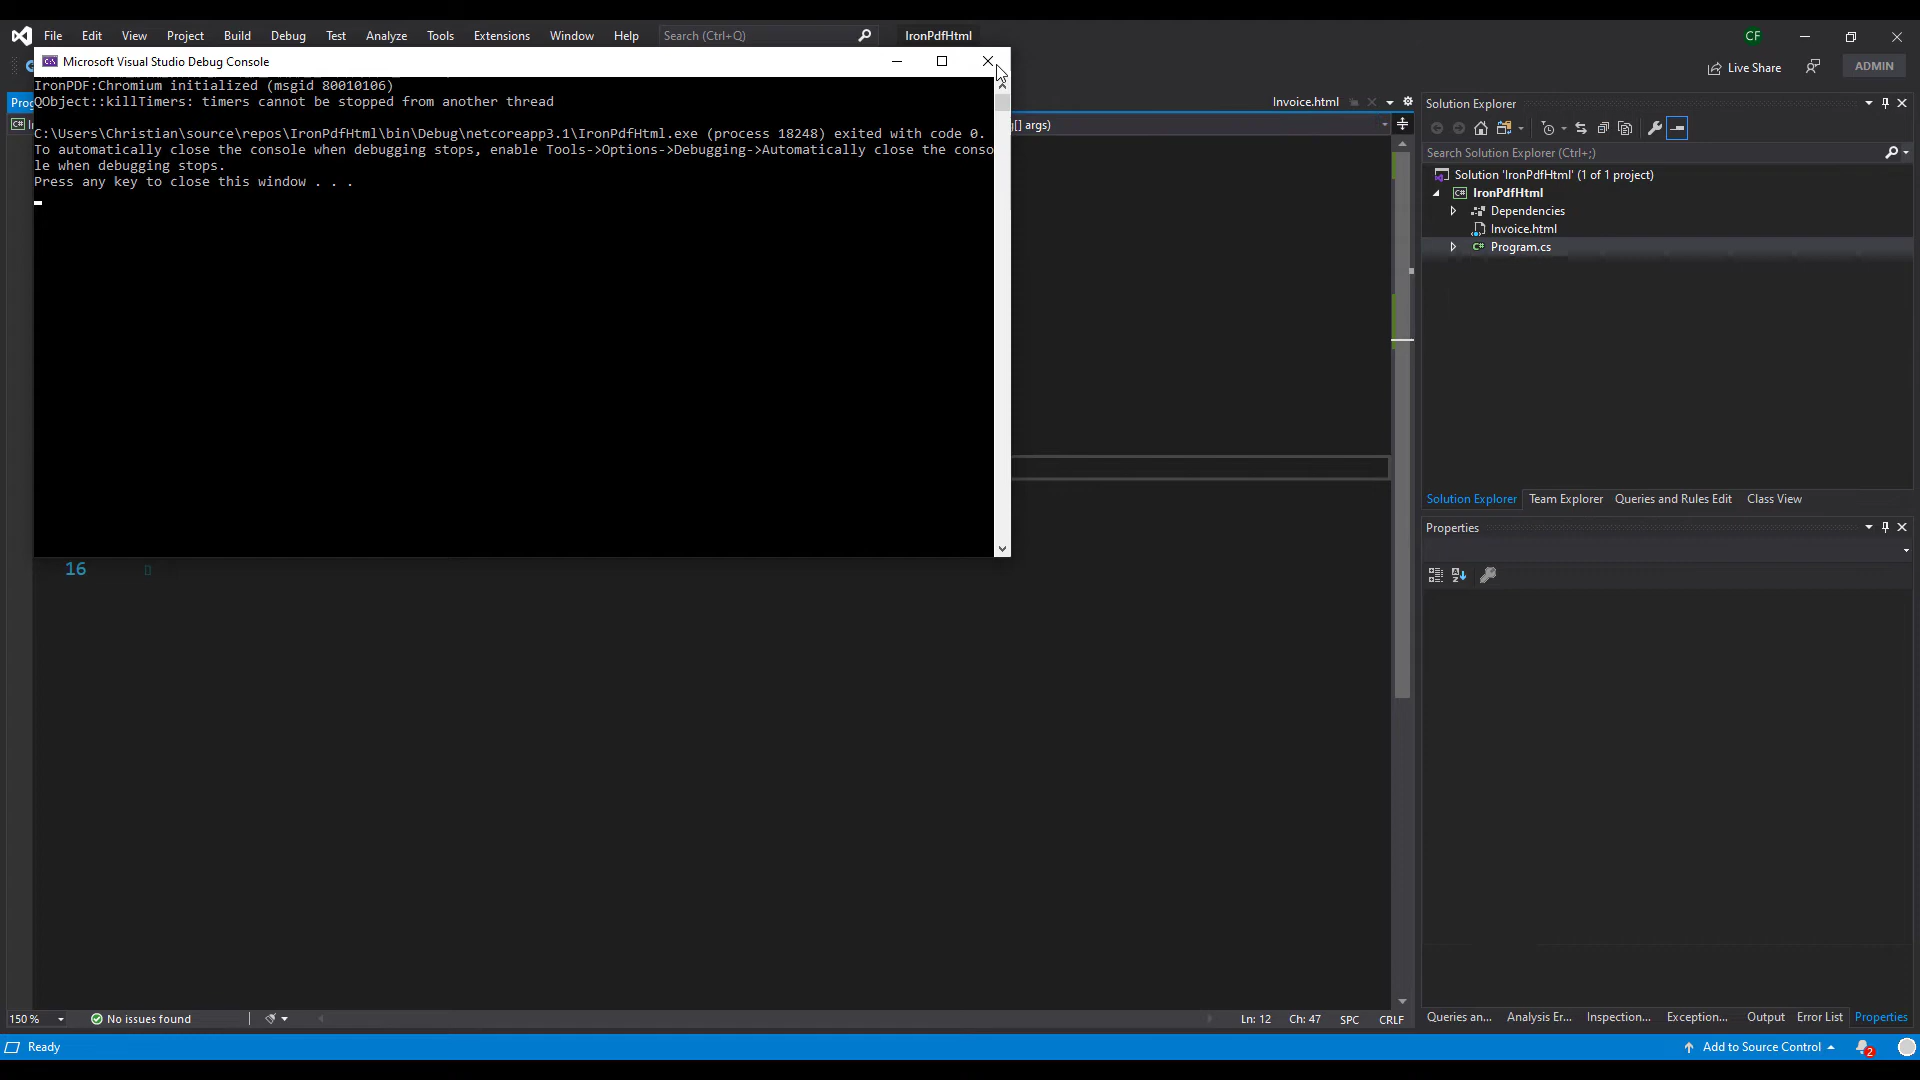 File Edit View Project Build Debug Test Analyze Tools Extensions Window Help Search (Ctrl+Q) IronPdfHtml CF
Live Share ADMIN
Microsoft Visual Studio Debug Console
IronPDF:Chromium initialized (msgid 80010106)
QObject::killTimers: timers cannot be stopped from another thread
C:\Users\Christian\source\repos\IronPdfHtml\bin\Debug\netcoreapp3.1\IronPdfHtml.exe (process 18248) exited with code 0.
To automatically close the console when debugging stops, enable Tools->Options->Debugging->Automatically close the conso
le when debugging stops.
Press any key to close this window . . .
Invoice.html
[] args)
16
Solution Explorer
Search Solution Explorer (Ctrl+;)
Solution 'IronPdfHtml' (1 of 1 project)
IronPdfHtml
Dependencies
Invoice.html
Program.cs
Solution Explorer Team Explorer Queries and Rules Edit Class View
Properties
150 % No issues found Ln: 12 Ch: 47 SPC CRLF
Queries an... Analysis Er... Inspection... Exception... Output Error List Properties
Ready Add to Source Control 2